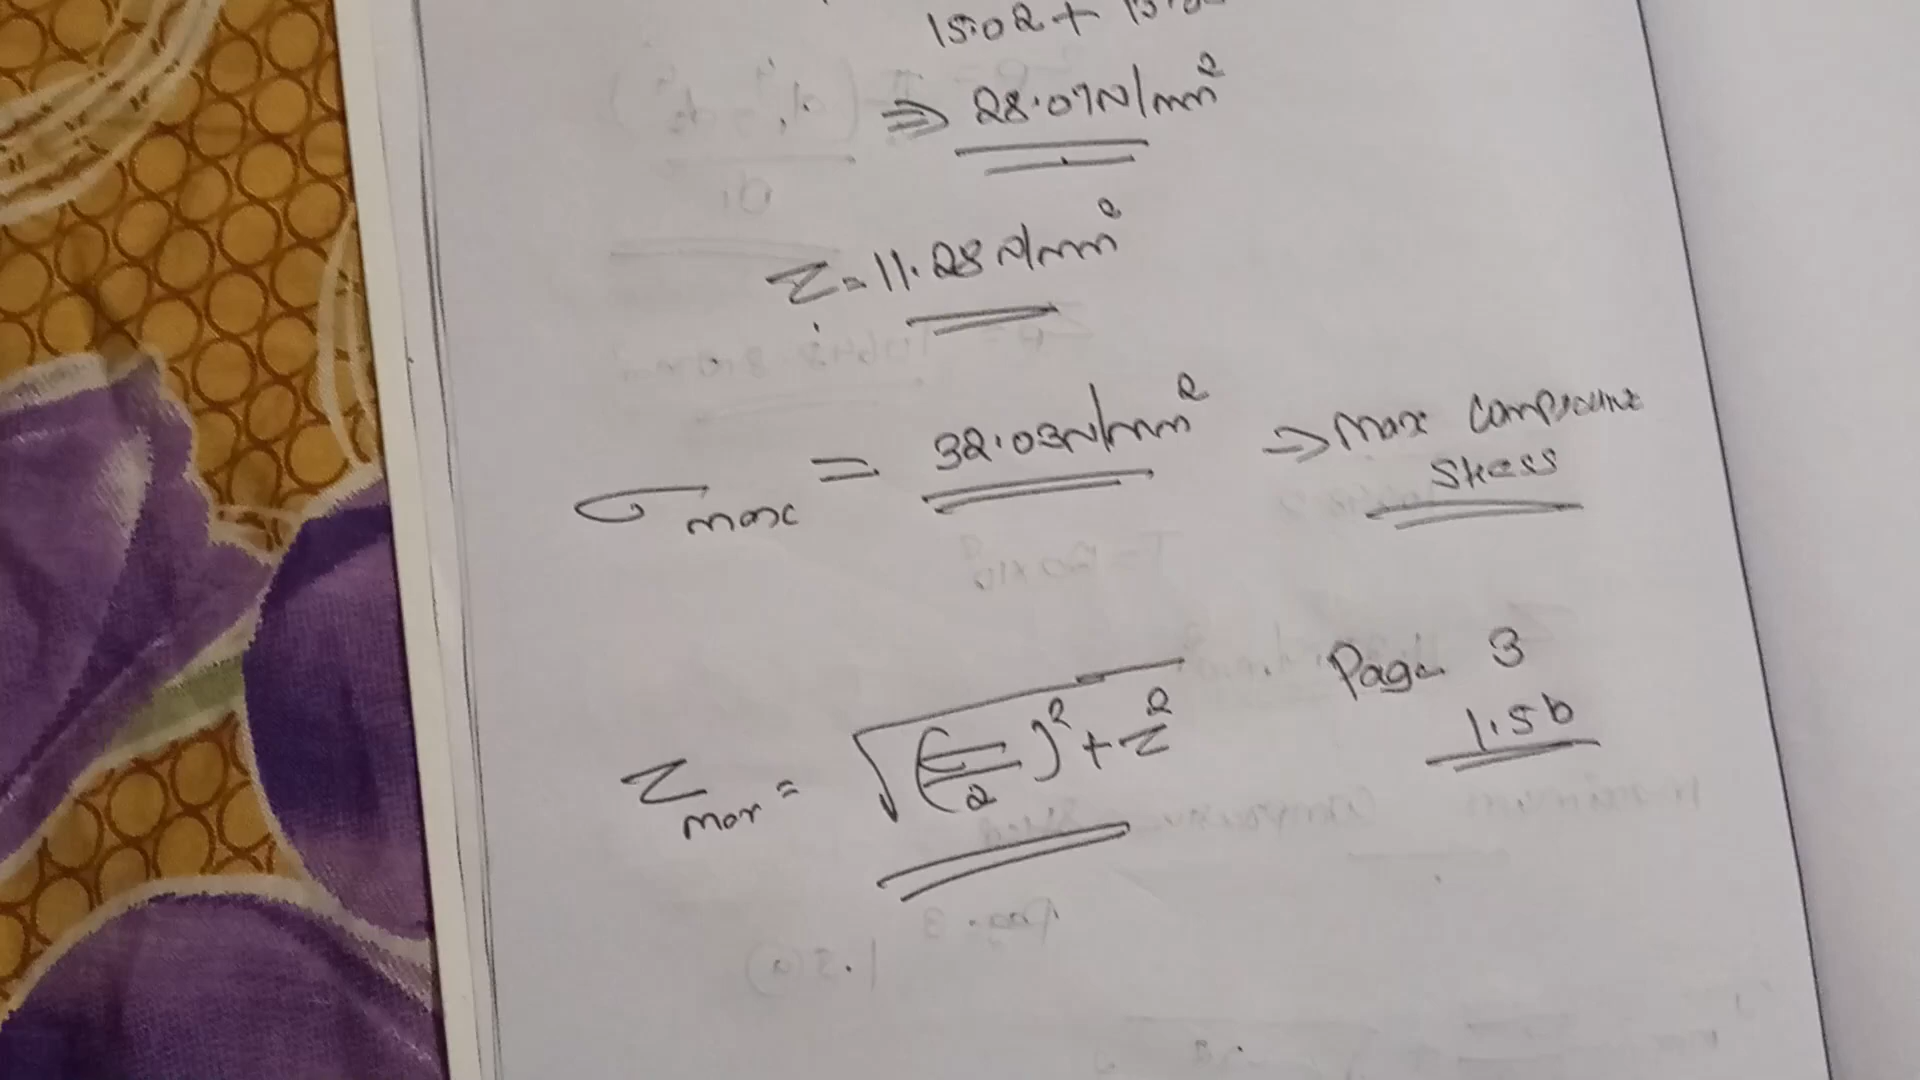 15.02 +
⇒ 28.07N/mm²
τ = 11.28 N/mm²
σmax = 32.03N/mm² ⇒ Max
Stress
Page 3
1.5b
τmax = √(σ/2)² + τ²